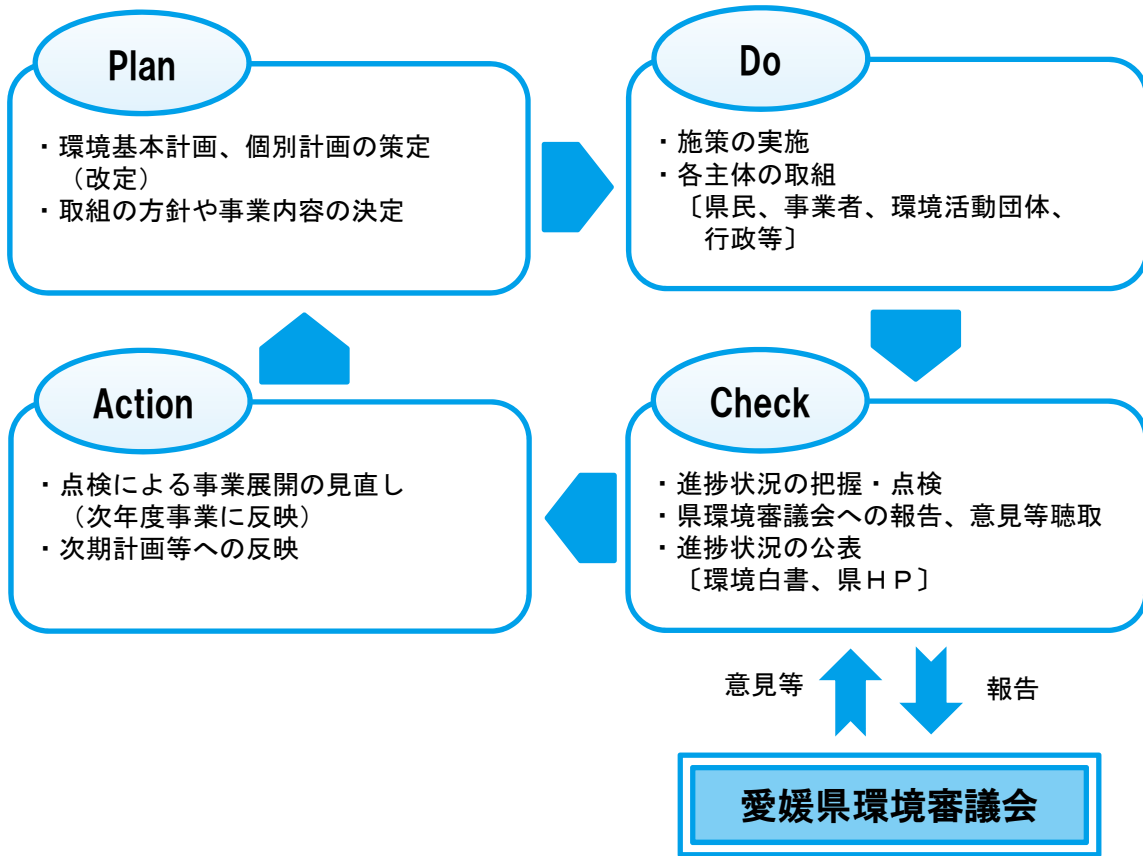 Plan
・環境基本計画、個別計画の策定
（改定）
・取組の方針や事業内容の決定
Do
・施策の実施
・各主体の取組
〔県民、事業者、環境活動団体、
行政等〕
Action
・点検による事業展開の見直し
（次年度事業に反映）
・次期計画等への反映
Check
・進捗状況の把握・点検
・県環境審議会への報告、意見等聴取
・進捗状況の公表
〔環境白書、県ＨＰ〕
意見等
報告
愛媛県環境審議会